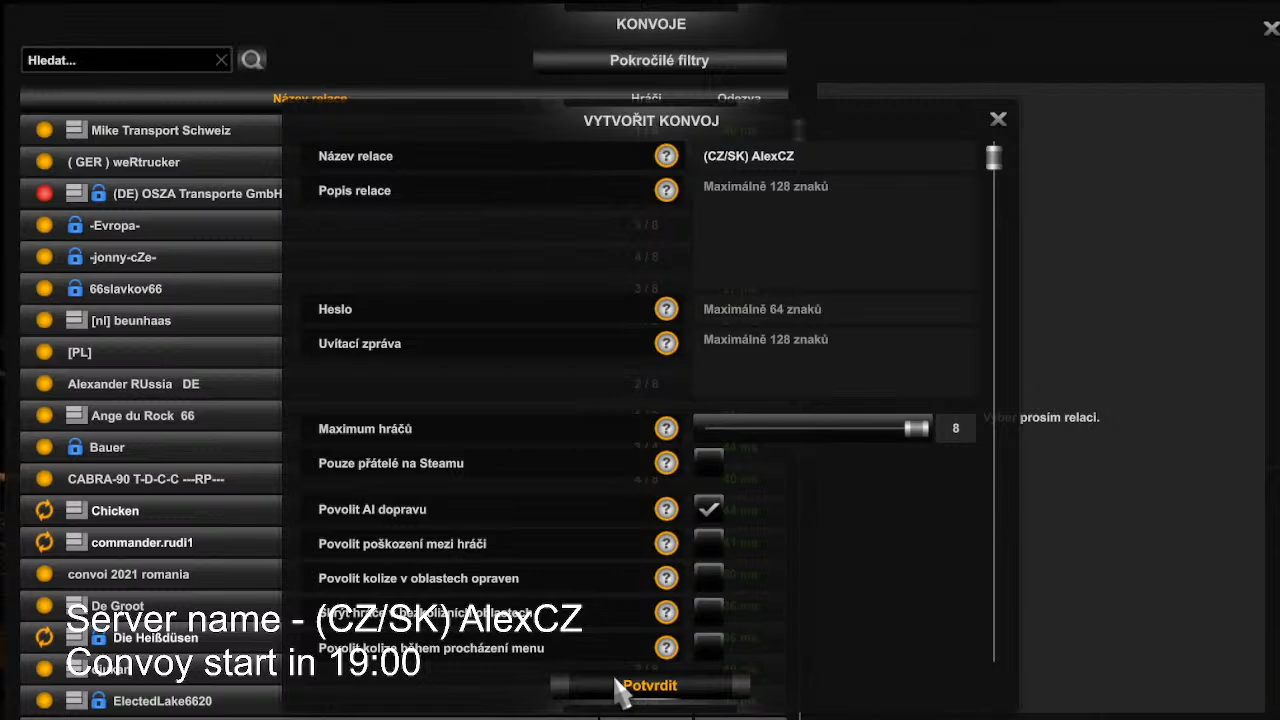 KONVOJE
Hledat...
Pokročilé filtry
Název relace Hráči Odezva
VYTVOŘIT KONVOJ
Mike Transport Schweiz
( GER ) weRtrucker
(DE) OSZA Transporte GmbH
-Evropa-
-jonny-cZe-
66slavkov66
[nl] beunhaas
[PL]
Alexander RUssia DE
Ange du Rock 66
Bauer
CABRA-90 T-D-C-C ---RP---
Chicken
commander.rudi1
convoi 2021 romania
De Groot
Die Heißdüsen
ElectedLake6620
Název relace (CZ/SK) AlexCZ
Popis relace Maximálně 128 znaků
Heslo Maximálně 64 znaků
Uvítací zpráva Maximálně 128 znaků
Maximum hráčů 8
Pouze přátelé na Steamu
Povolit AI dopravu
Povolit poškození mezi hráči
Povolit kolize v oblastech opraven
Skrýt hráče v bezkolizních oblastech
Povolit kolize během procházení menu
Potvrdit
Vyber prosím relaci.
Server name - (CZ/SK) AlexCZ
Convoy start in 19:00